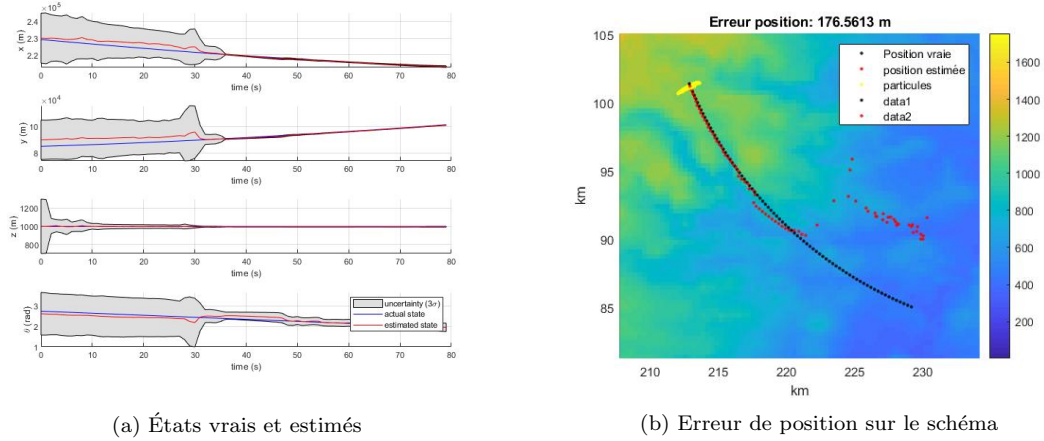 ×10⁵
2.4
2.3
2.2
x (m)
0 10 20 30 40 50 60 70 80
time (s)
×10⁴
10
8
y (m)
0 10 20 30 40 50 60 70 80
time (s)
1200
1000
800
z (m)
0 10 20 30 40 50 60 70 80
time (s)
3
2
1
(rad)
uncertainty (3σ)
actual state
estimated state
0 10 20 30 40 50 60 70 80
time (s)
(a) États vrais et estimés
Erreur position: 176.5613 m
105
100
95
90
85
km
Position vraie
position estimée
particules
data1
data2
210 215 220 225 230
km
1600
1400
1200
1000
800
600
400
200
(b) Erreur de position sur le schéma